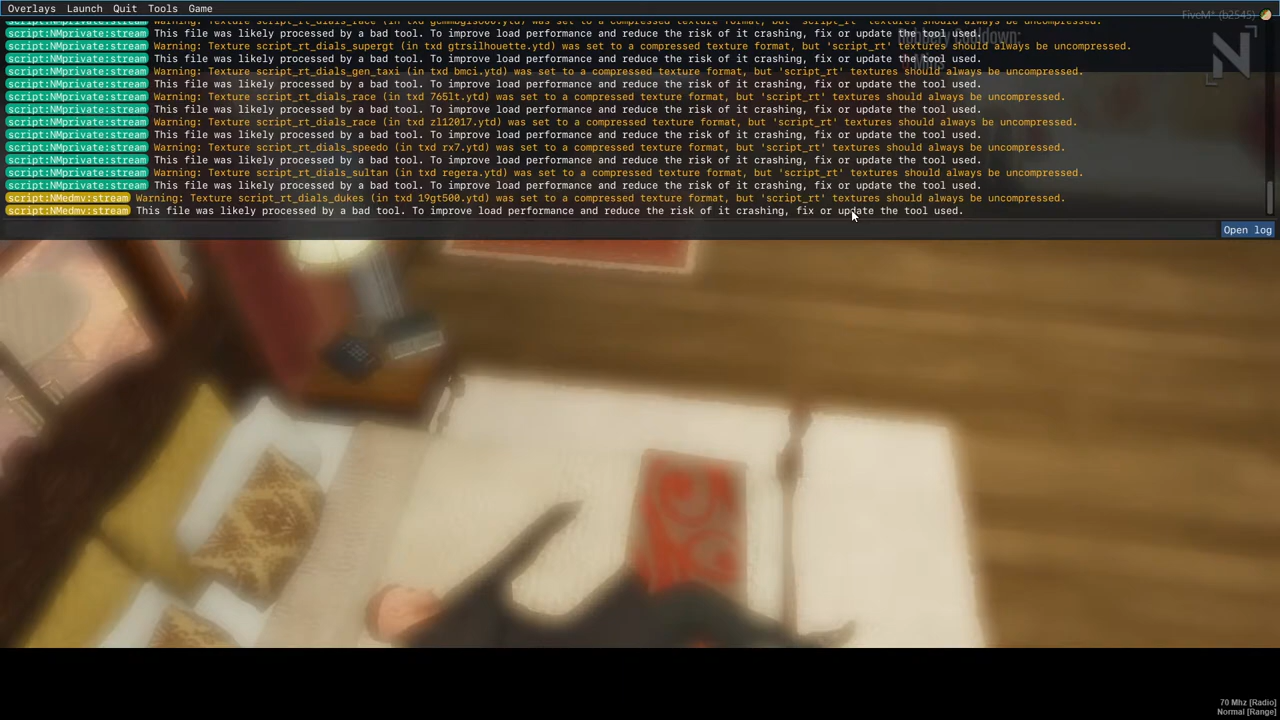 Overlays Launch Quit Tools Game
FiveM* (b2545)
script:NMprivate:stream This file was likely processed by a bad tool. To improve load performance and reduce the risk of it crashing, fix or update the tool used.
script:NMprivate:stream Warning: Texture script_rt_dials_supergt (in txd gtrsilhouette.ytd) was set to a compressed texture format, but 'script_rt' textures should always be uncompressed.
script:NMprivate:stream This file was likely processed by a bad tool. To improve load performance and reduce the risk of it crashing, fix or update the tool used.
script:NMprivate:stream Warning: Texture script_rt_dials_gen_taxi (in txd bmci.ytd) was set to a compressed texture format, but 'script_rt' textures should always be uncompressed.
script:NMprivate:stream This file was likely processed by a bad tool. To improve load performance and reduce the risk of it crashing, fix or update the tool used.
script:NMprivate:stream Warning: Texture script_rt_dials_race (in txd 765lt.ytd) was set to a compressed texture format, but 'script_rt' textures should always be uncompressed.
script:NMprivate:stream This file was likely processed by a bad tool. To improve load performance and reduce the risk of it crashing, fix or update the tool used.
script:NMprivate:stream Warning: Texture script_rt_dials_race (in txd zl12017.ytd) was set to a compressed texture format, but 'script_rt' textures should always be uncompressed.
script:NMprivate:stream This file was likely processed by a bad tool. To improve load performance and reduce the risk of it crashing, fix or update the tool used.
script:NMprivate:stream Warning: Texture script_rt_dials_speedo (in txd rx7.ytd) was set to a compressed texture format, but 'script_rt' textures should always be uncompressed.
script:NMprivate:stream This file was likely processed by a bad tool. To improve load performance and reduce the risk of it crashing, fix or update the tool used.
script:NMprivate:stream Warning: Texture script_rt_dials_sultan (in txd regera.ytd) was set to a compressed texture format, but 'script_rt' textures should always be uncompressed.
script:NMprivate:stream This file was likely processed by a bad tool. To improve load performance and reduce the risk of it crashing, fix or update the tool used.
script:NMedmv:stream Warning: Texture script_rt_dials_dukes (in txd 19gt500.ytd) was set to a compressed texture format, but 'script_rt' textures should always be uncompressed.
script:NMedmv:stream This file was likely processed by a bad tool. To improve load performance and reduce the risk of it crashing, fix or update the tool used.
Open log
70 Mhz [Radio]
Normal [Range]